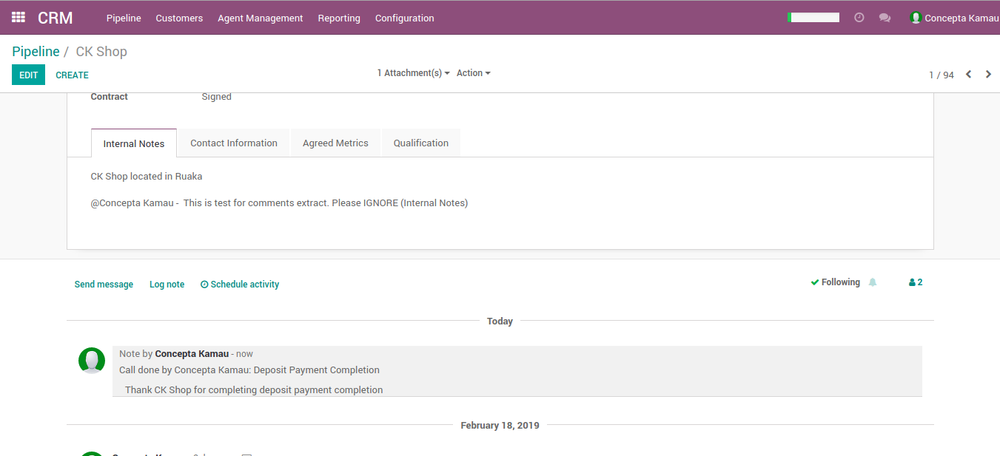 CRM Pipeline Customers Agent Management Reporting Configuration Concepta Kamau
Pipeline / CK Shop
EDIT CREATE 1 Attachment(s) Action 1 / 94
Contract Signed
Internal Notes Contact Information Agreed Metrics Qualification
CK Shop located in Ruaka
@Concepta Kamau - This is test for comments extract. Please IGNORE (Internal Notes)
Send message Log note Schedule activity Following 2
Today
Note by Concepta Kamau - now
Call done by Concepta Kamau: Deposit Payment Completion
Thank CK Shop for completing deposit payment completion
February 18, 2019